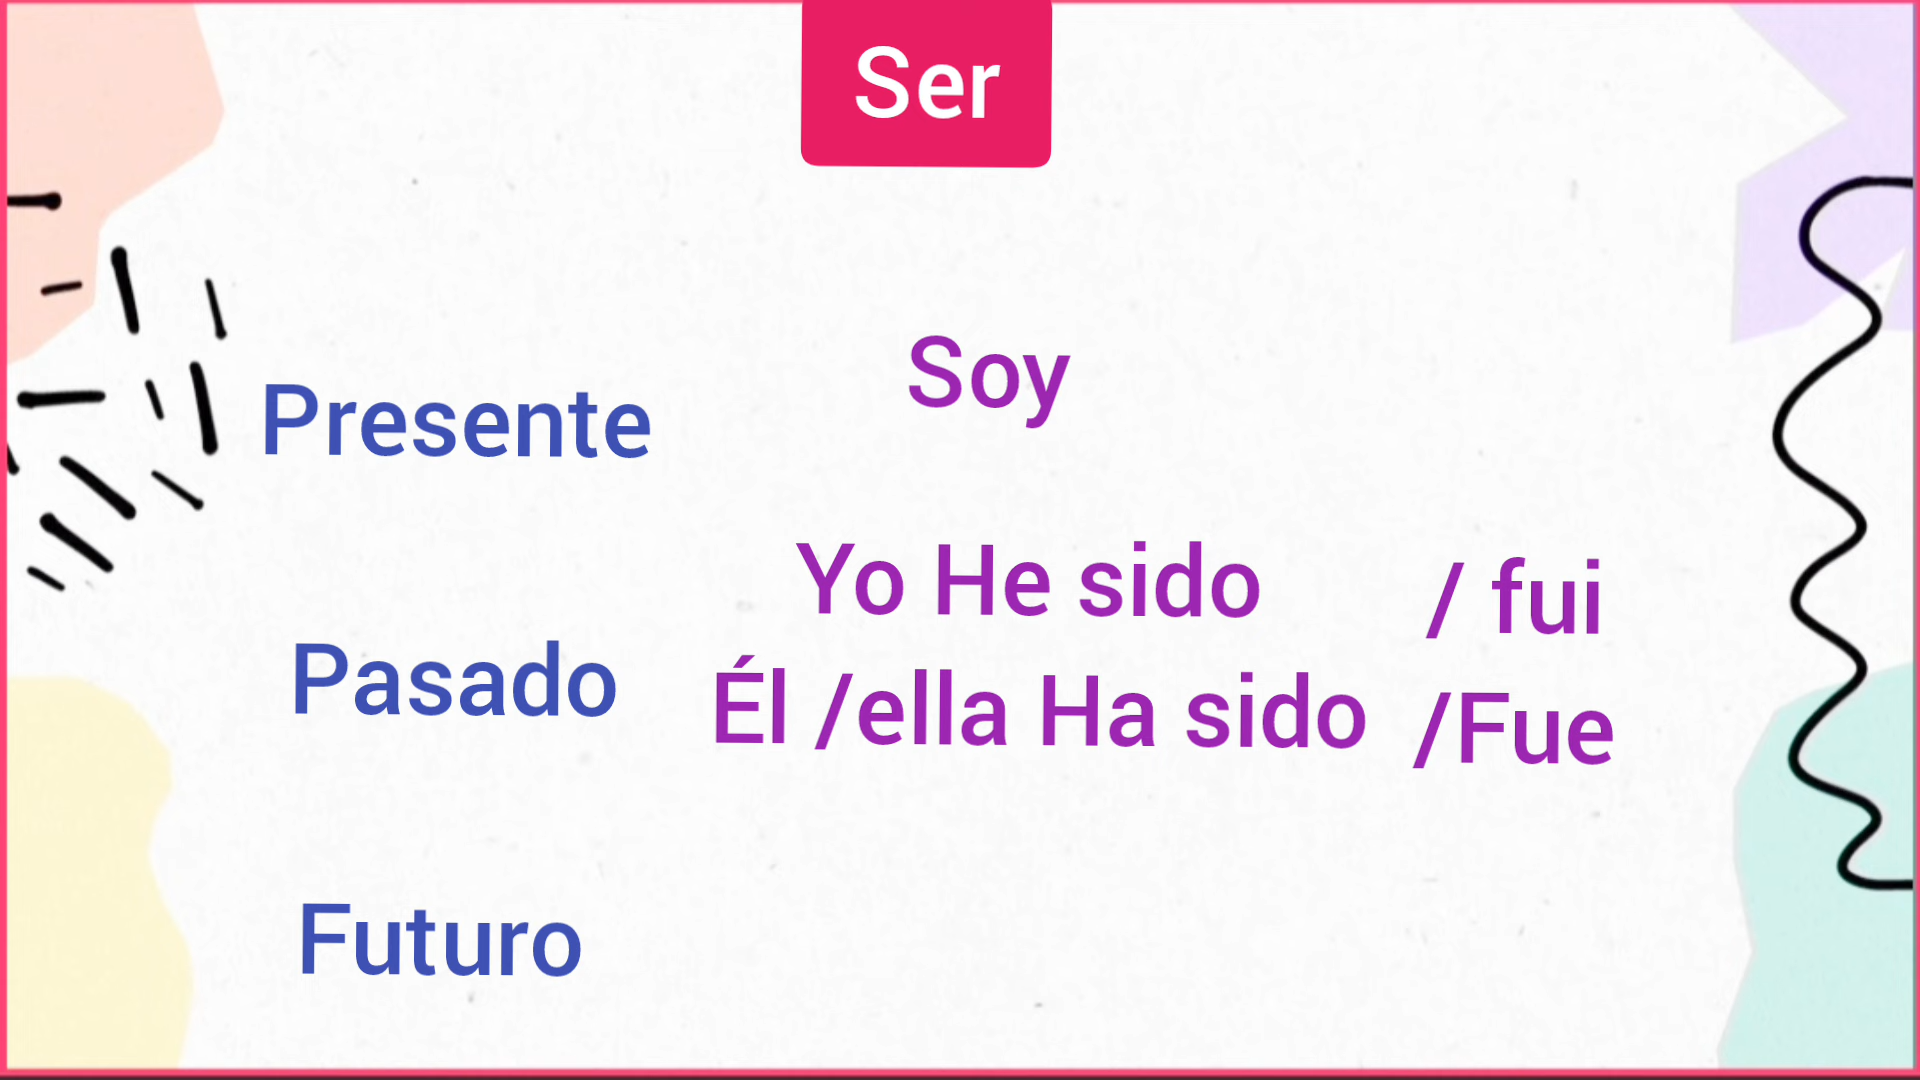 Ser
Presente
Soy
Yo He sido / fui
Pasado
Él /ella Ha sido /Fue
Futuro